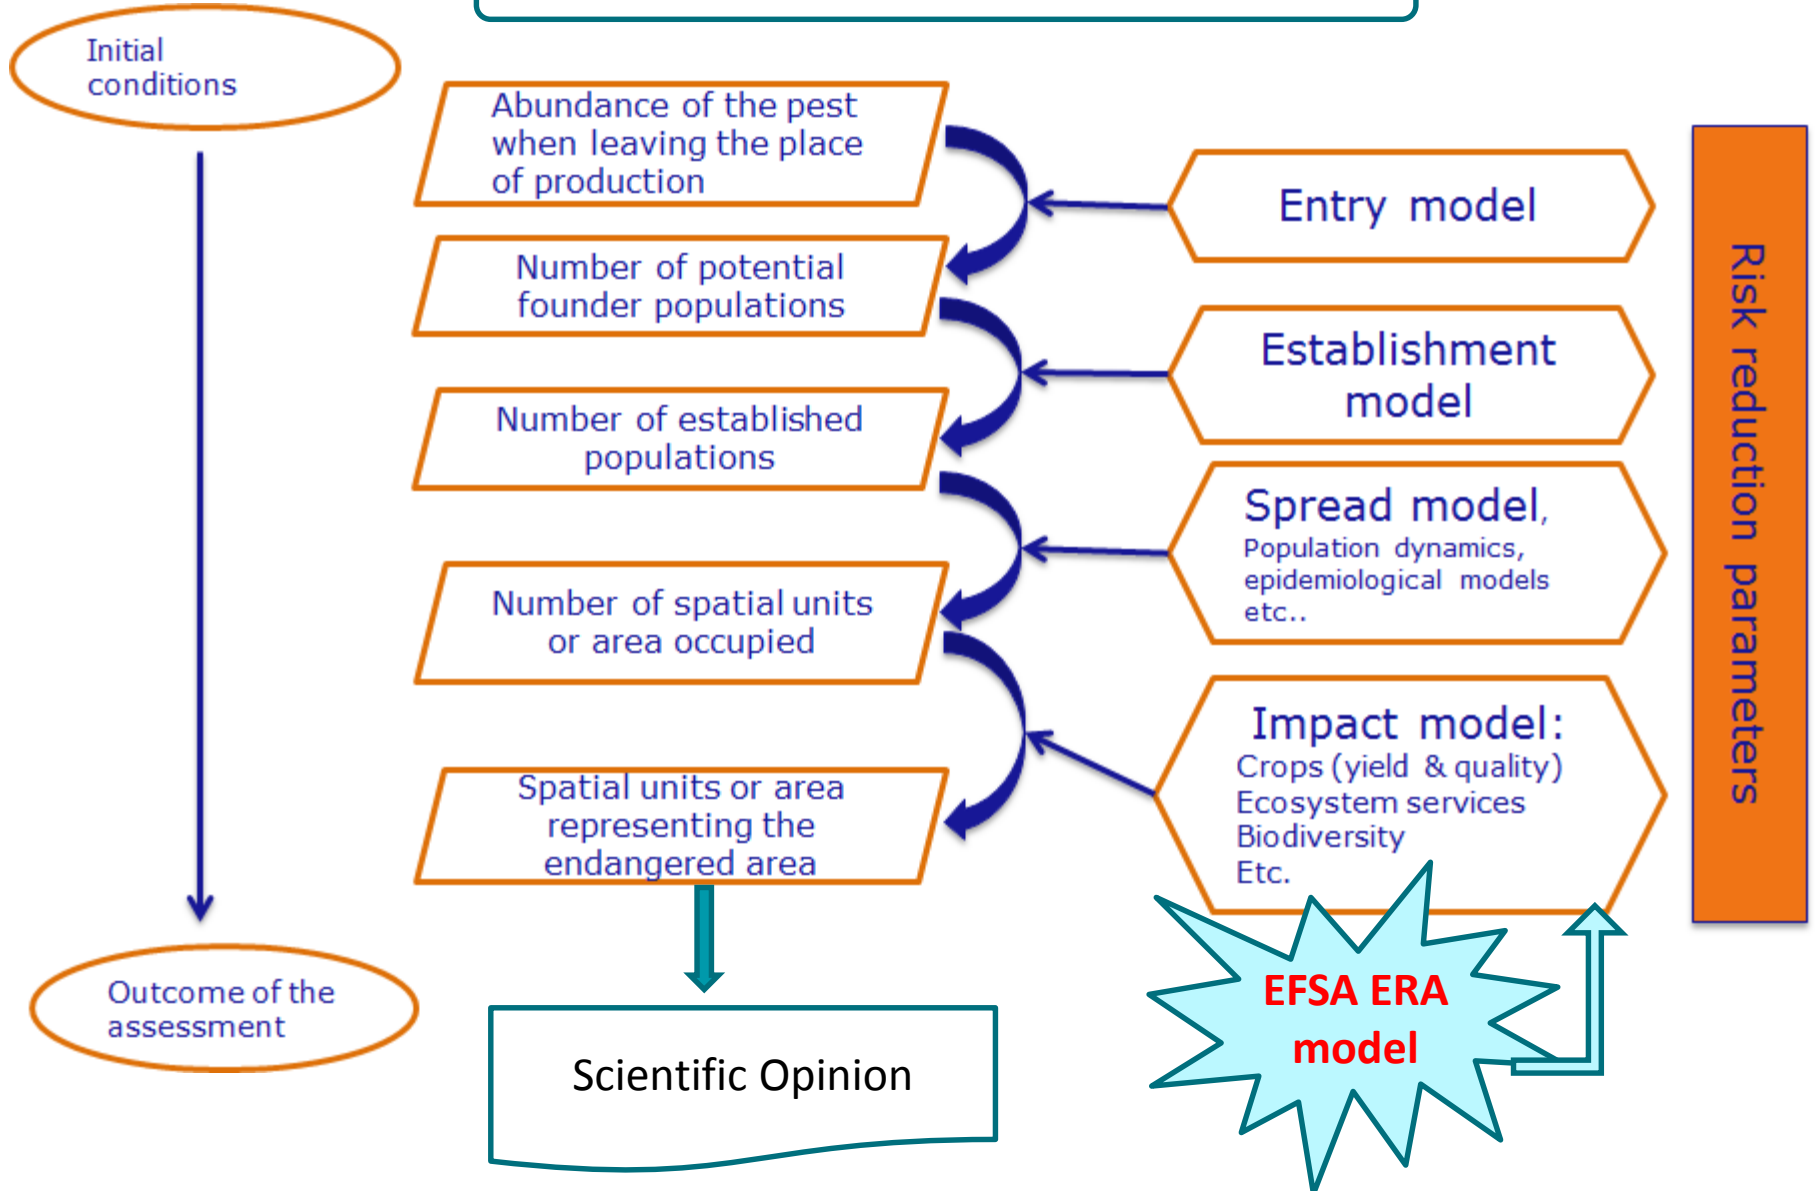 Initial
conditions
Abundance of the pest
when leaving the place
of production
Entry model
Number of potential
founder populations
Establishment
model
Number of established
populations
Spread model,
Population dynamics,
epidemiological models
etc..
Number of spatial units
or area occupied
Impact model:
Crops (yield & quality)
Ecosystem services
Biodiversity
Etc.
Spatial units or area
representing the
endangered area
Risk reduction parameters
EFSA ERA
model
Outcome of the
assessment
Scientific Opinion